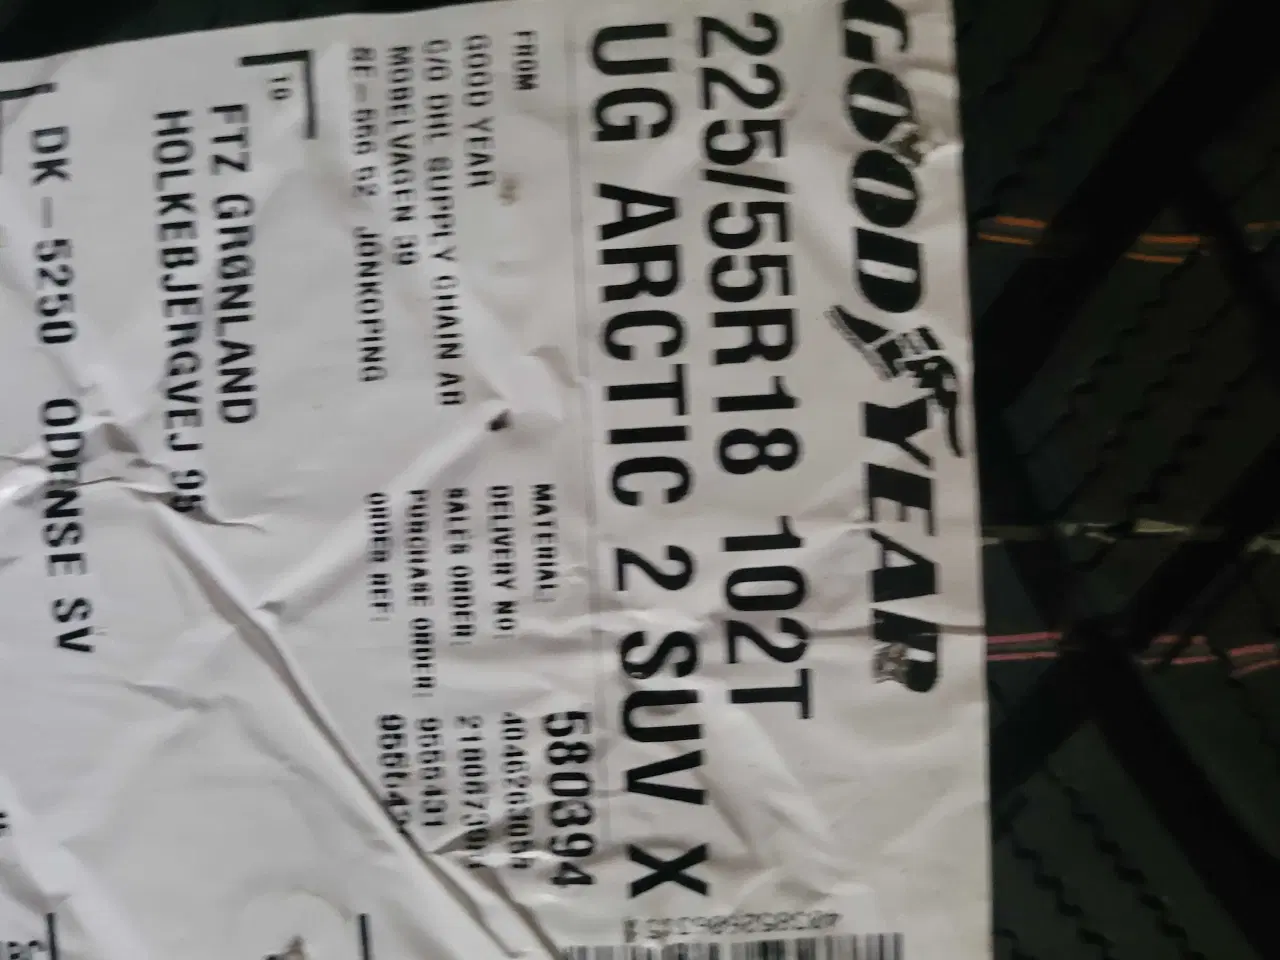 GOODYEAR
225/55R18 102T
UG ARCTIC 2 SUV X
FROM
GOOD YEAR
C/O DHL SUPPLY CHAIN AB
MOBELVAGEN 39
SE-556 52 JONKOPING
MATERIAL: 580394
DELIVERY NO:
SALES ORDER:
PURCHASE ORDER: 9555431
ORDER REF:
TO
FTZ GRØNLAND
HOLKEBJERGVEJ 95
DK-5250 ODENSE SV